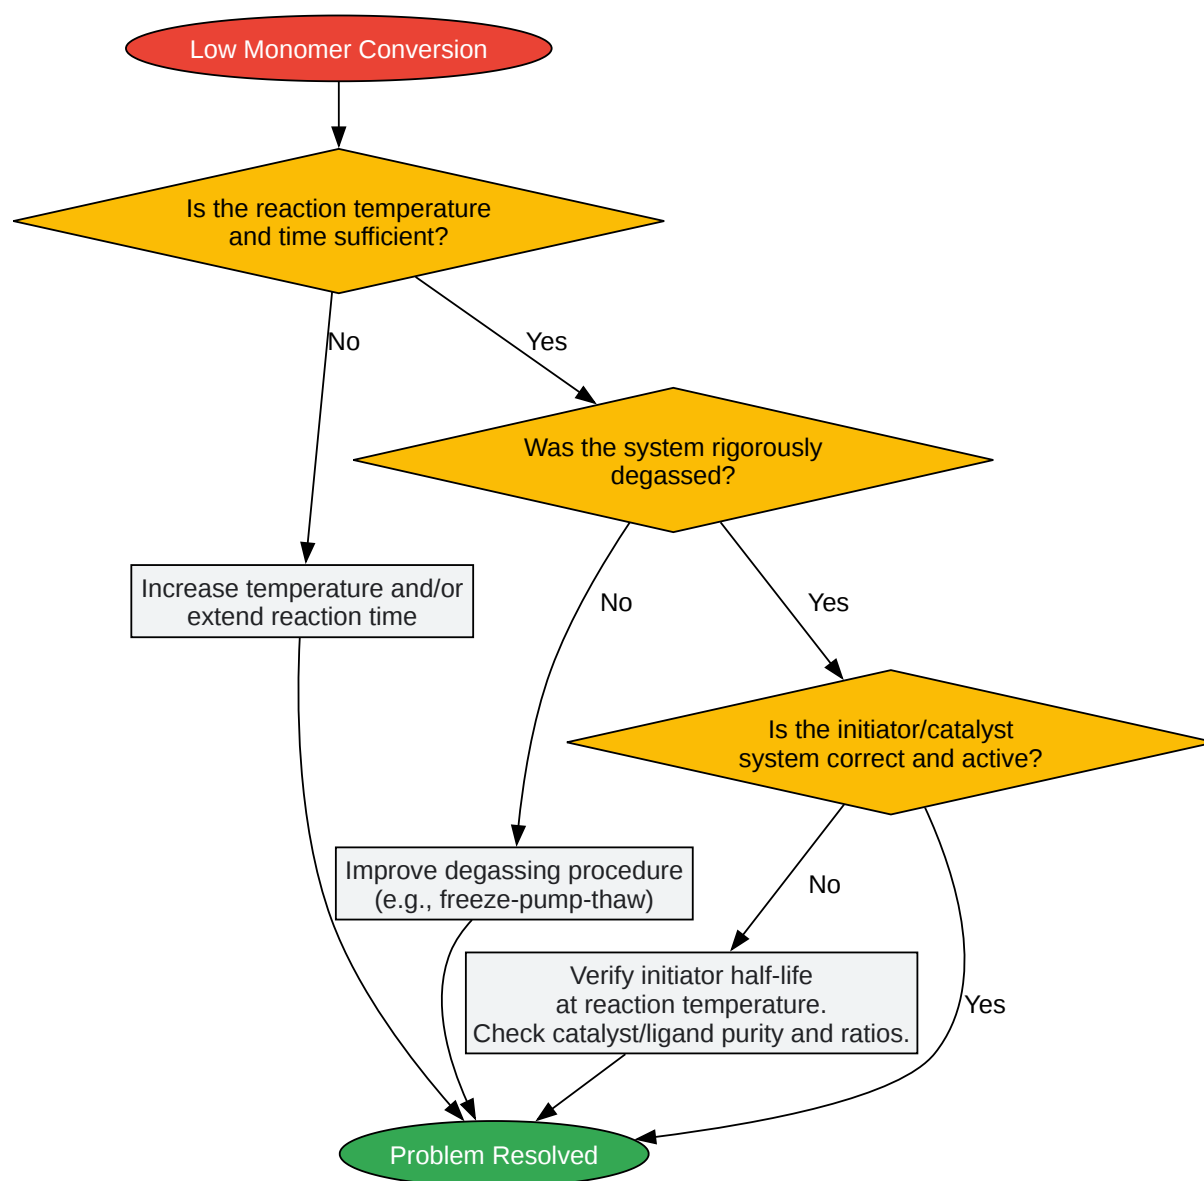 Low Monomer Conversion
Is the reaction temperature
and time sufficient?
No
Yes
Was the system rigorously
degassed?
Increase temperature and/or
extend reaction time
No
Yes
Is the initiator/catalyst
system correct and active?
Improve degassing procedure
(e.g., freeze-pump-thaw)
No
Verify initiator half-life
at reaction temperature.
Check catalyst/ligand purity and ratios.
Yes
Problem Resolved